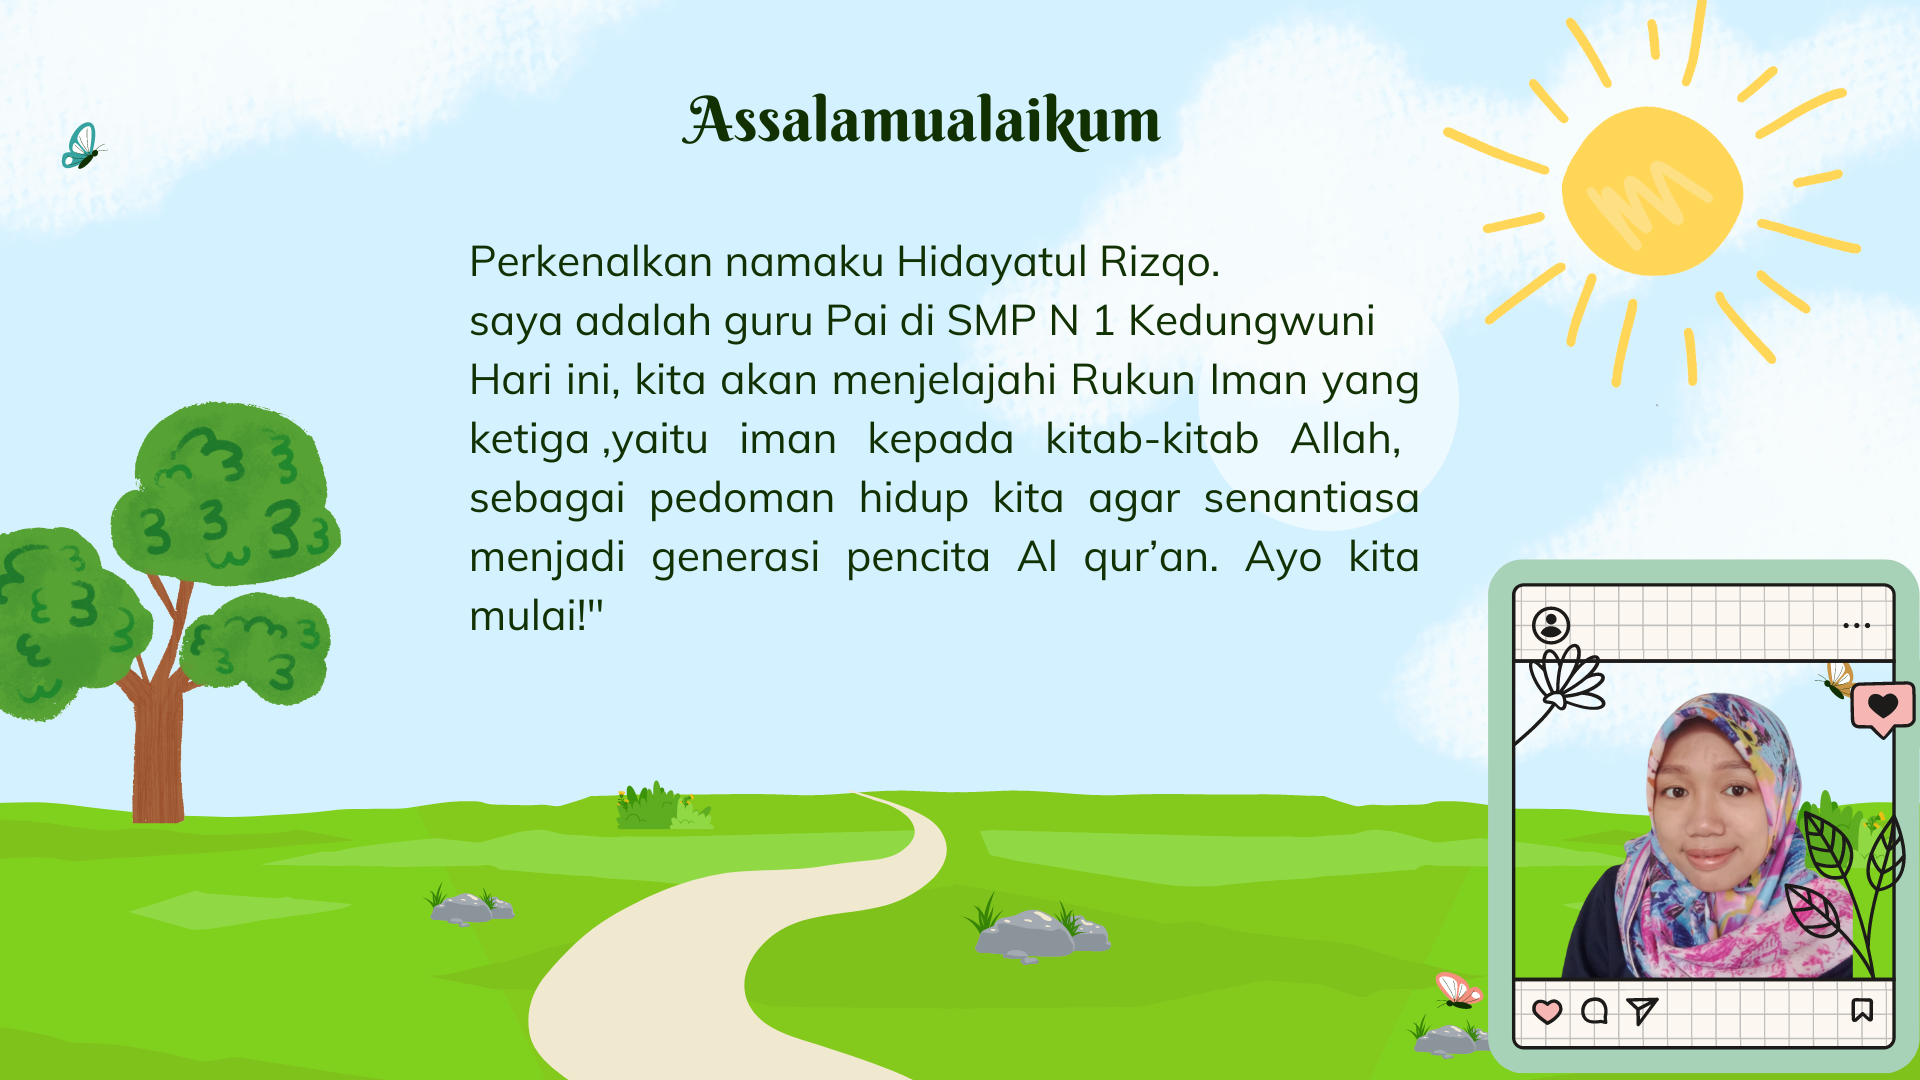 Assalamualaikum
Perkenalkan namaku Hidayatul Rizqo.
saya adalah guru Pai di SMP N 1 Kedungwuni
Hari ini, kita akan menjelajahi Rukun Iman yang
ketiga ,yaitu iman kepada kitab-kitab Allah,
sebagai pedoman hidup kita agar senantiasa
menjadi generasi pencita Al qur’an. Ayo kita
mulai!"